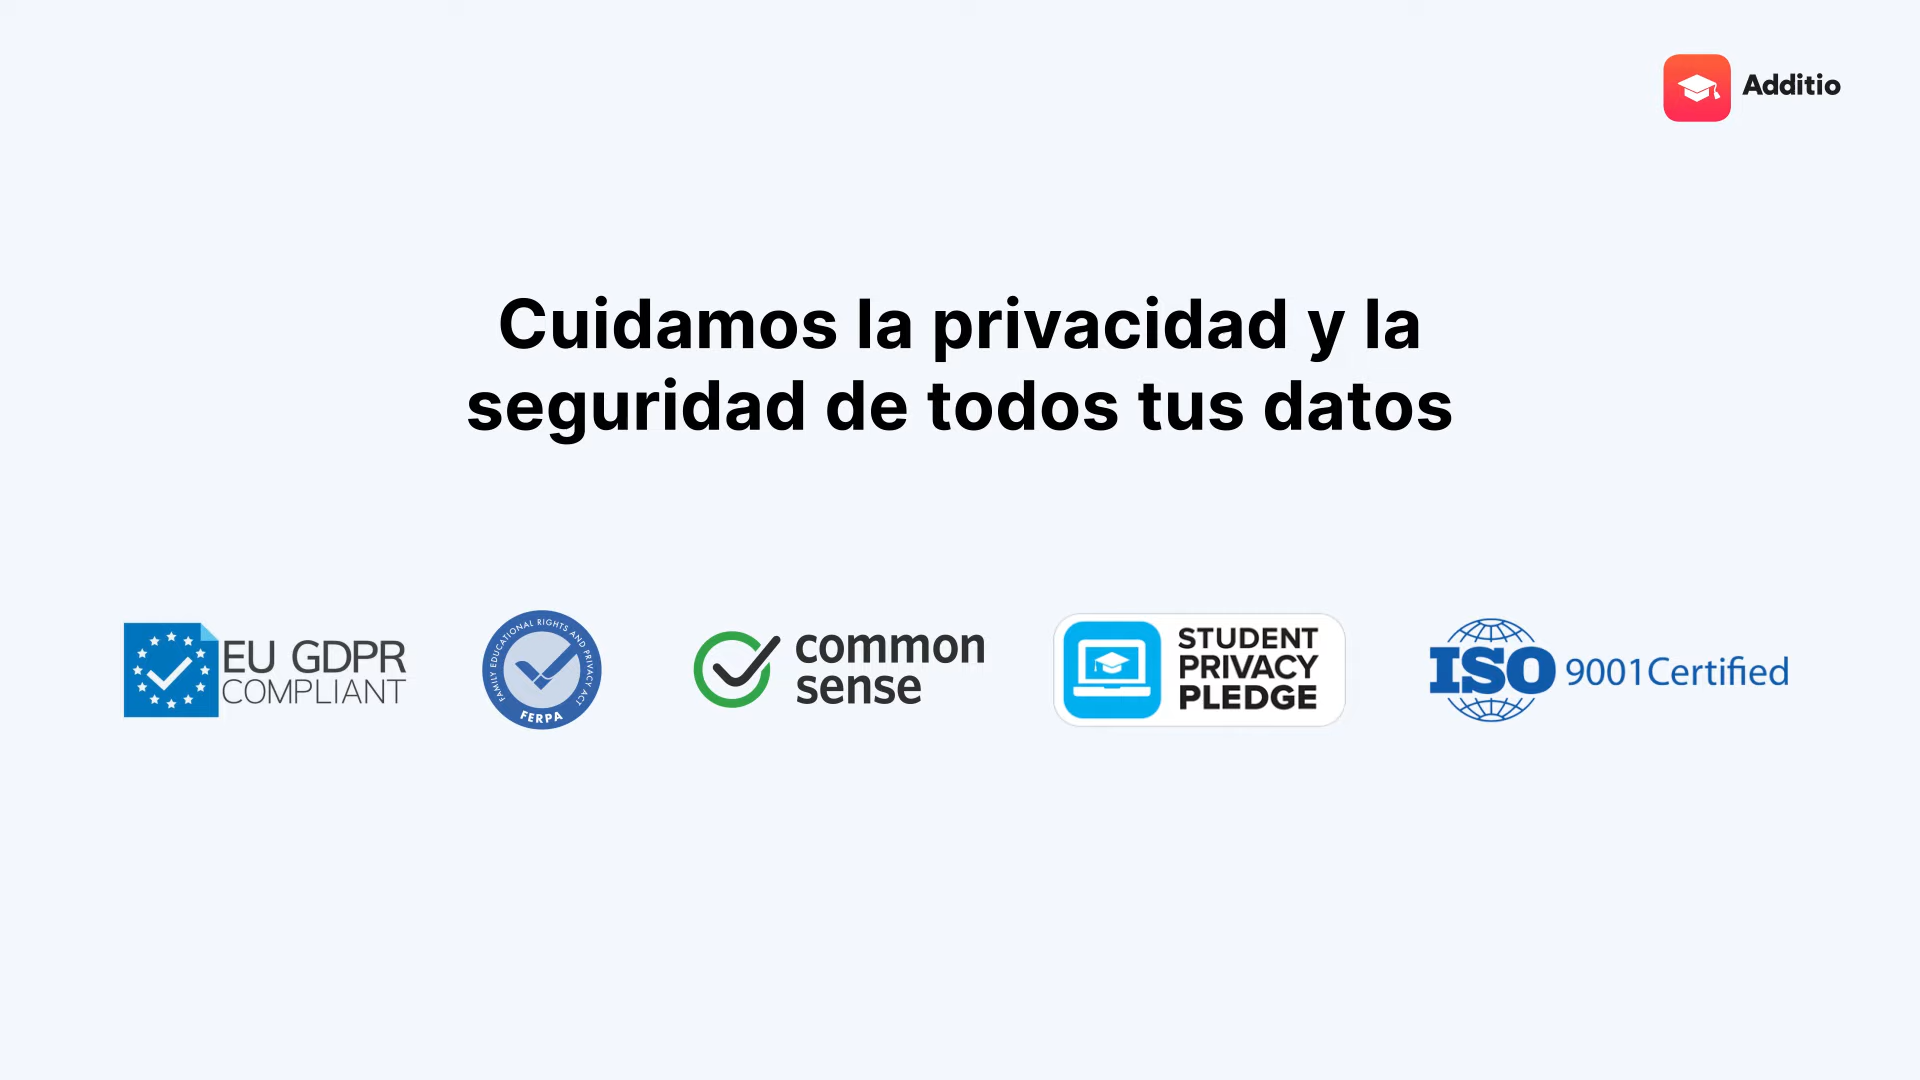 Additio
Cuidamos la privacidad y la
seguridad de todos tus datos
EU GDPR
COMPLIANT
FAMILY EDUCATIONAL RIGHTS AND PRIVACY ACT
FERPA
common
sense
STUDENT
PRIVACY
PLEDGE
ISO 9001Certified